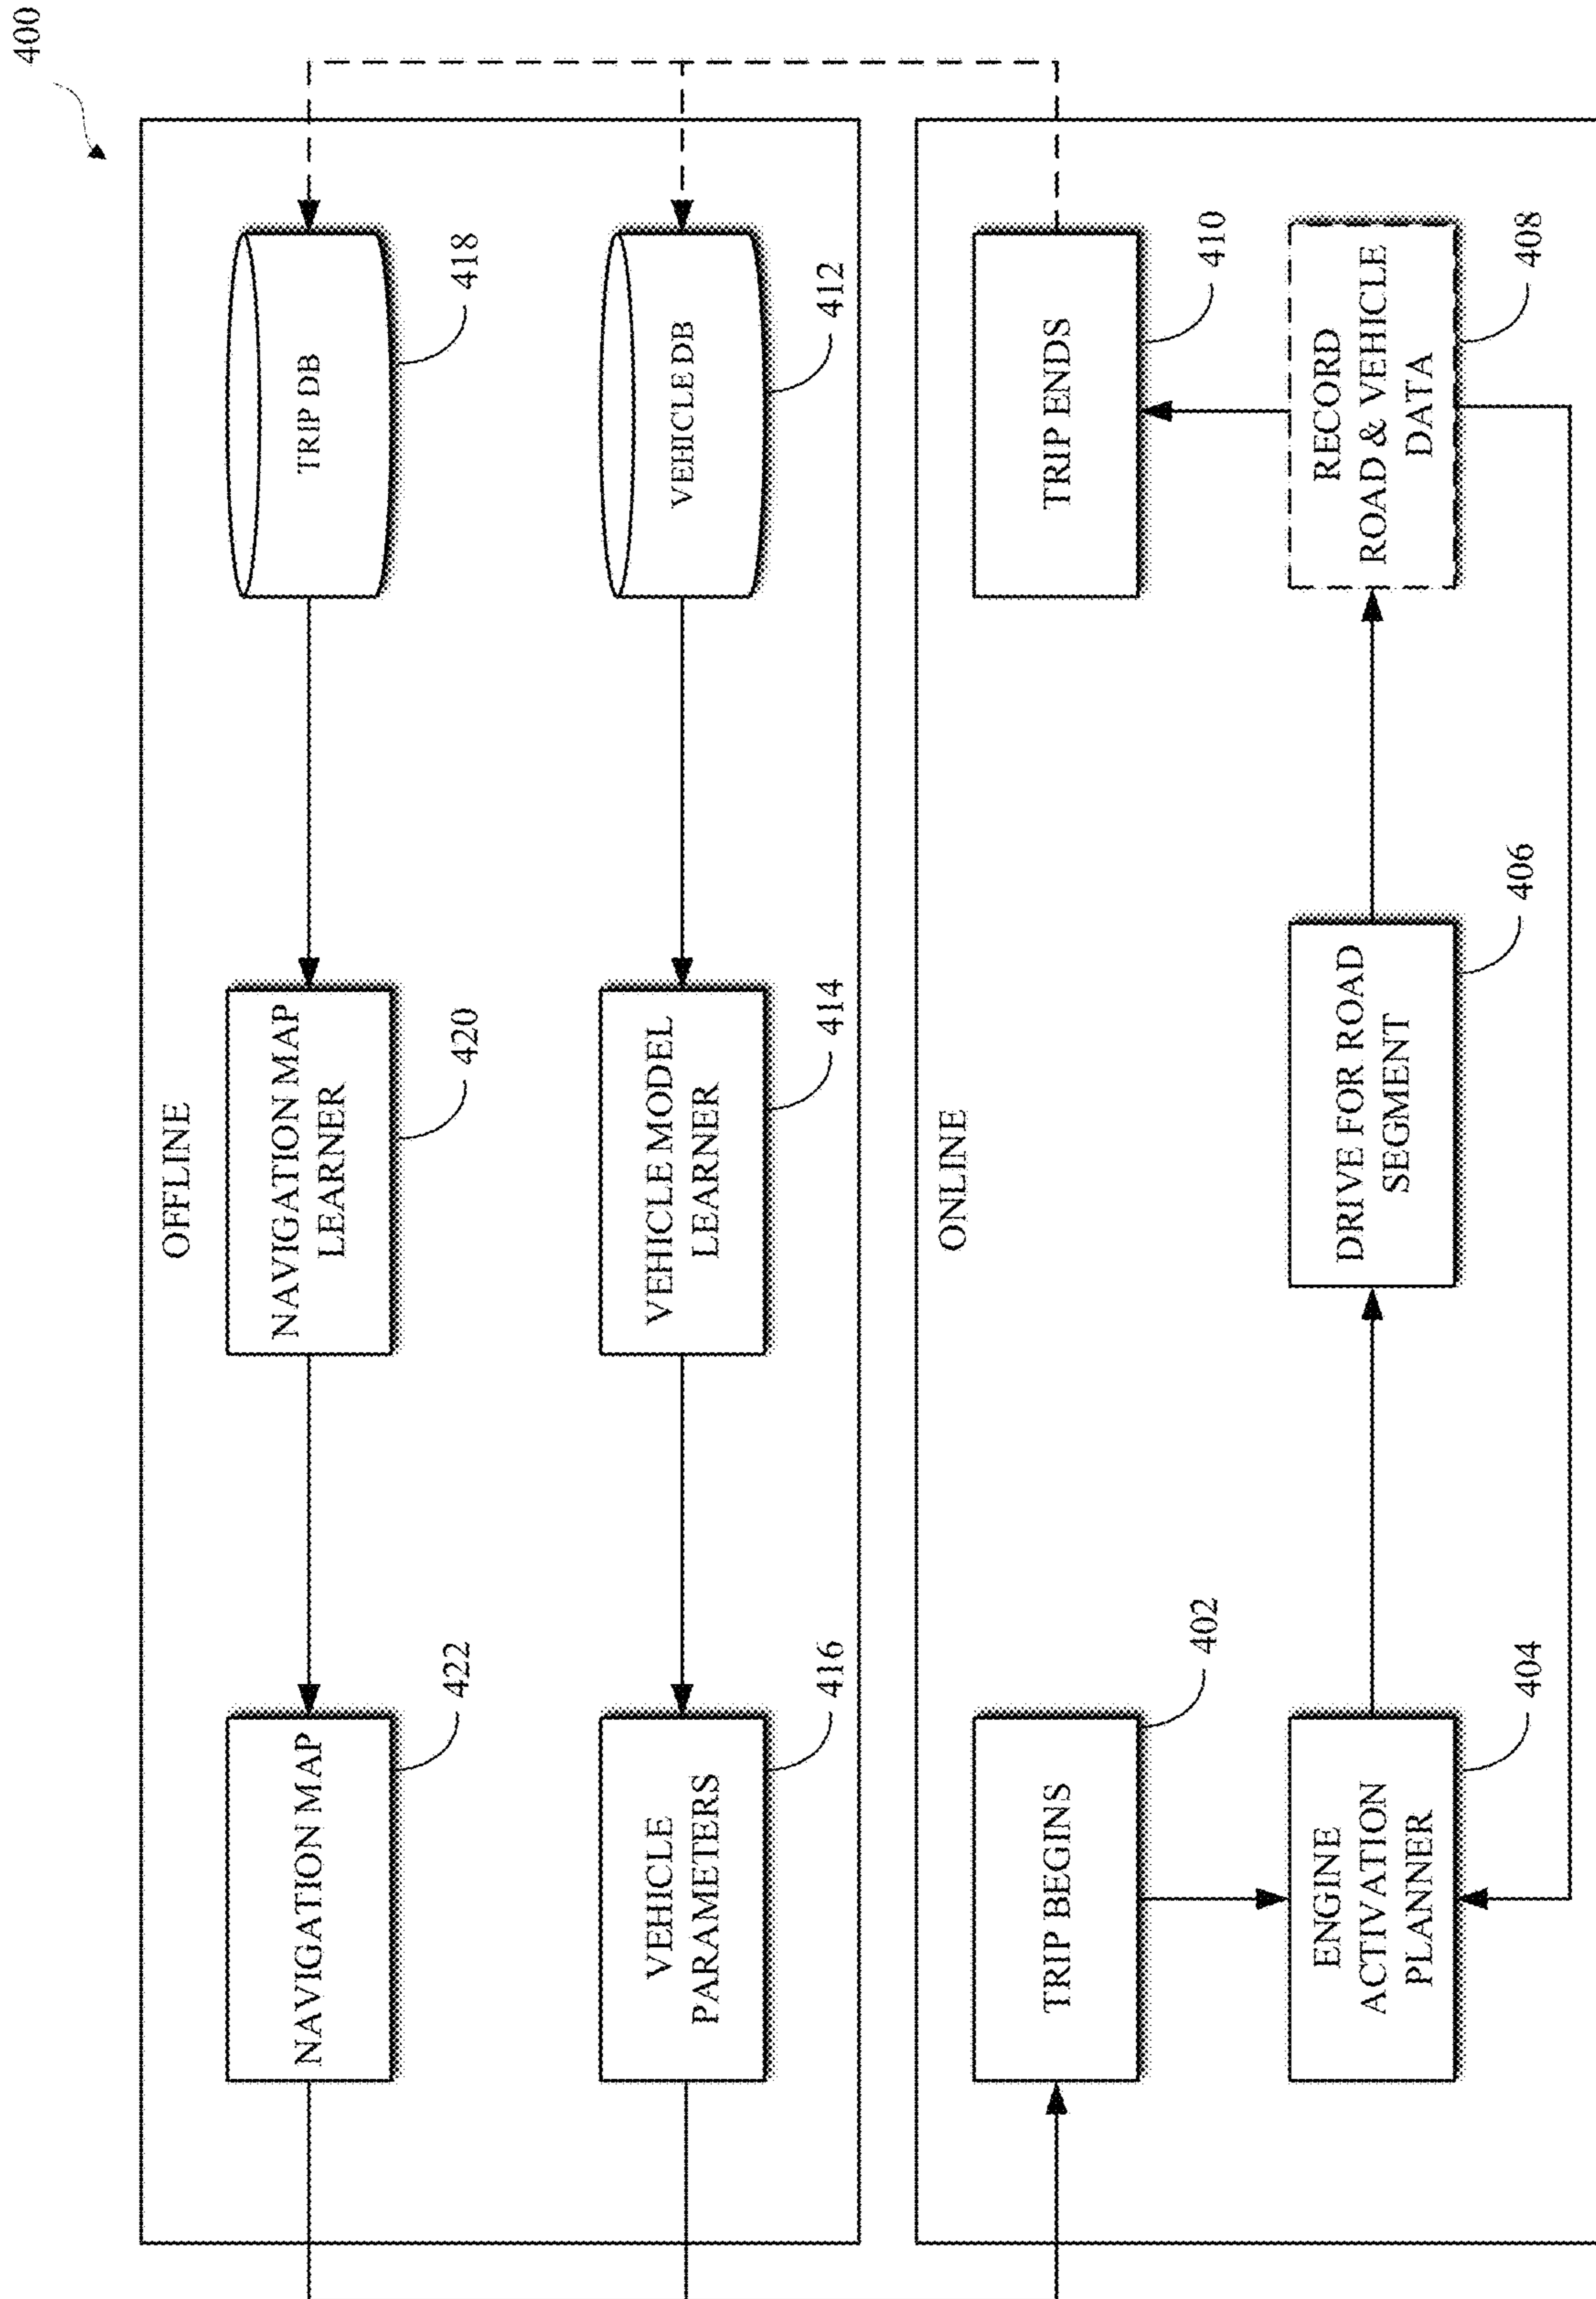 400
OFFLINE
NAVIGATION MAP
422
NAVIGATION MAP
LEARNER
420
TRIP DB
418
VEHICLE
PARAMETERS
416
VEHICLE MODEL
LEARNER
414
VEHICLE DB
412
ONLINE
TRIP BEGINS
402
TRIP ENDS
410
ENGINE
ACTIVATION
PLANNER
404
DRIVE FOR ROAD
SEGMENT
406
RECORD
ROAD & VEHICLE
DATA
408